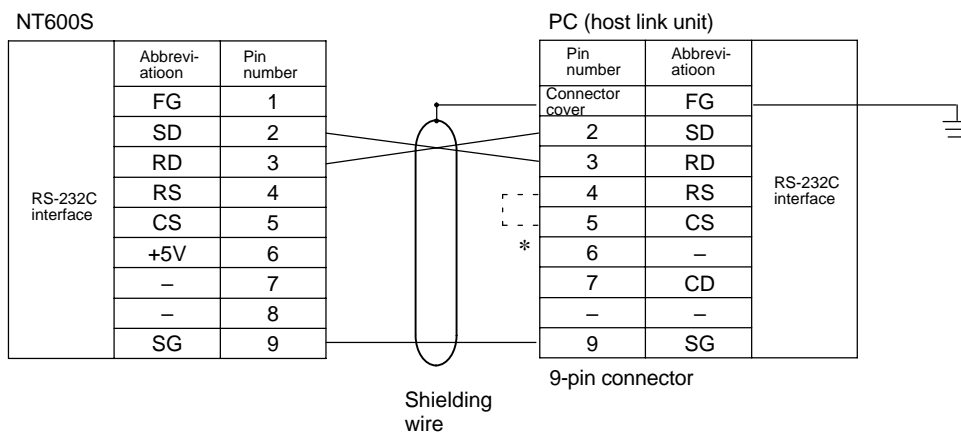 NT600S
PC (host link unit)
Abbrevi-
atioon
Pin
number
Pin
number
Abbrevi-
atioon
FG 1
Connector
cover
FG
SD 2 2 SD
RD 3 3 RD
RS 4 4 RS
RS-232C
interface
RS-232C
interface
CS 5 5 CS
+5V 6 * 6 –
– 7 7 CD
– 8 – –
SG 9 9 SG
9-pin connector
Shielding
wire